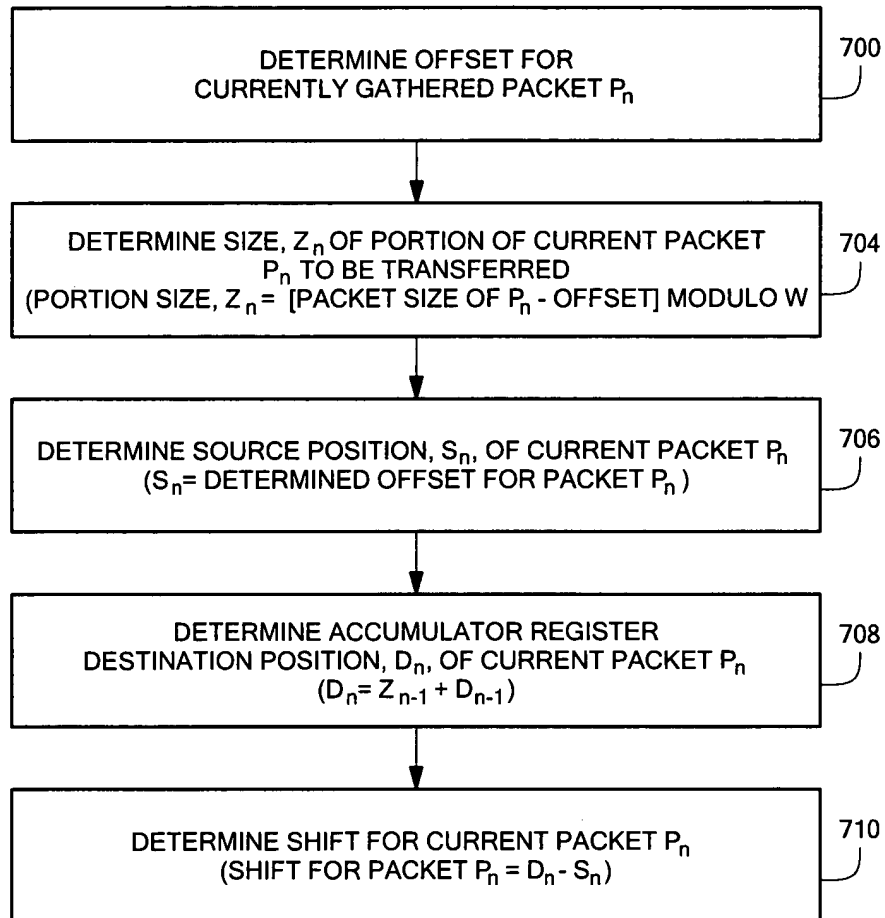 DETERMINE OFFSET FOR
CURRENTLY GATHERED PACKET Pn
700
DETERMINE SIZE, Zn OF PORTION OF CURRENT PACKET
Pn TO BE TRANSFERRED
(PORTION SIZE, Zn = [PACKET SIZE OF Pn - OFFSET] MODULO W
704
DETERMINE SOURCE POSITION, Sn, OF CURRENT PACKET Pn
(Sn= DETERMINED OFFSET FOR PACKET Pn )
706
DETERMINE ACCUMULATOR REGISTER
DESTINATION POSITION, Dn, OF CURRENT PACKET Pn
(Dn= Zn-1 + Dn-1)
708
DETERMINE SHIFT FOR CURRENT PACKET Pn
(SHIFT FOR PACKET Pn = Dn - Sn)
710